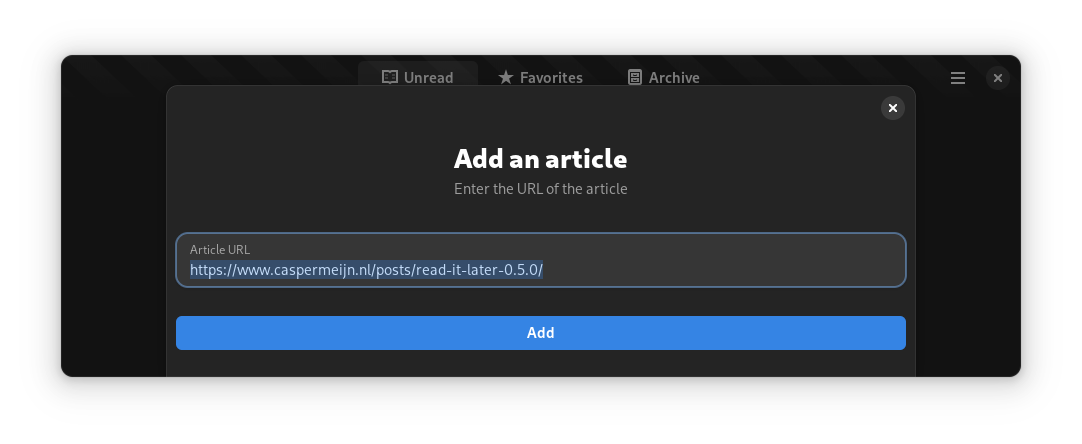 Unread Favorites Archive
Add an article
Enter the URL of the article
Article URL
https://www.caspermeijn.nl/posts/read-it-later-0.5.0/
Add